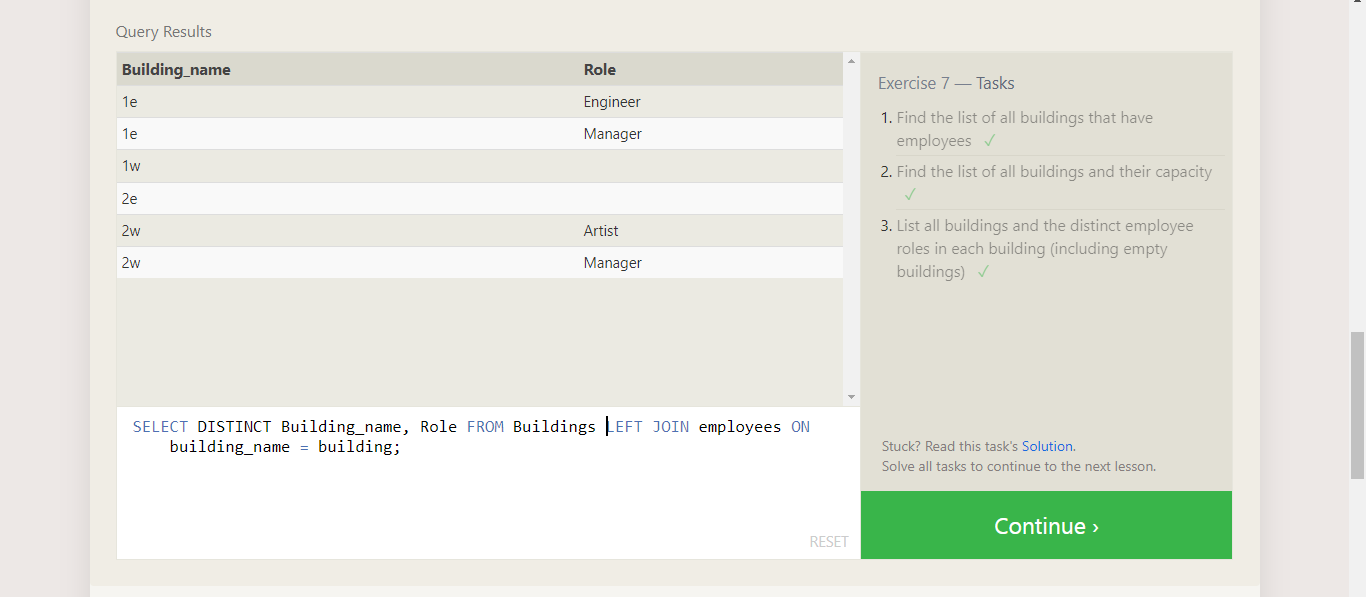 Query Results
Building_name Role
1e Engineer
1e Manager
1w
2e
2w Artist
2w Manager
SELECT DISTINCT Building_name, Role FROM Buildings LEFT JOIN employees ON
building_name = building;
RESET
Exercise 7 — Tasks
1. Find the list of all buildings that have
employees ✓
2. Find the list of all buildings and their capacity
✓
3. List all buildings and the distinct employee
roles in each building (including empty
buildings) ✓
Stuck? Read this task's Solution.
Solve all tasks to continue to the next lesson.
Continue ›